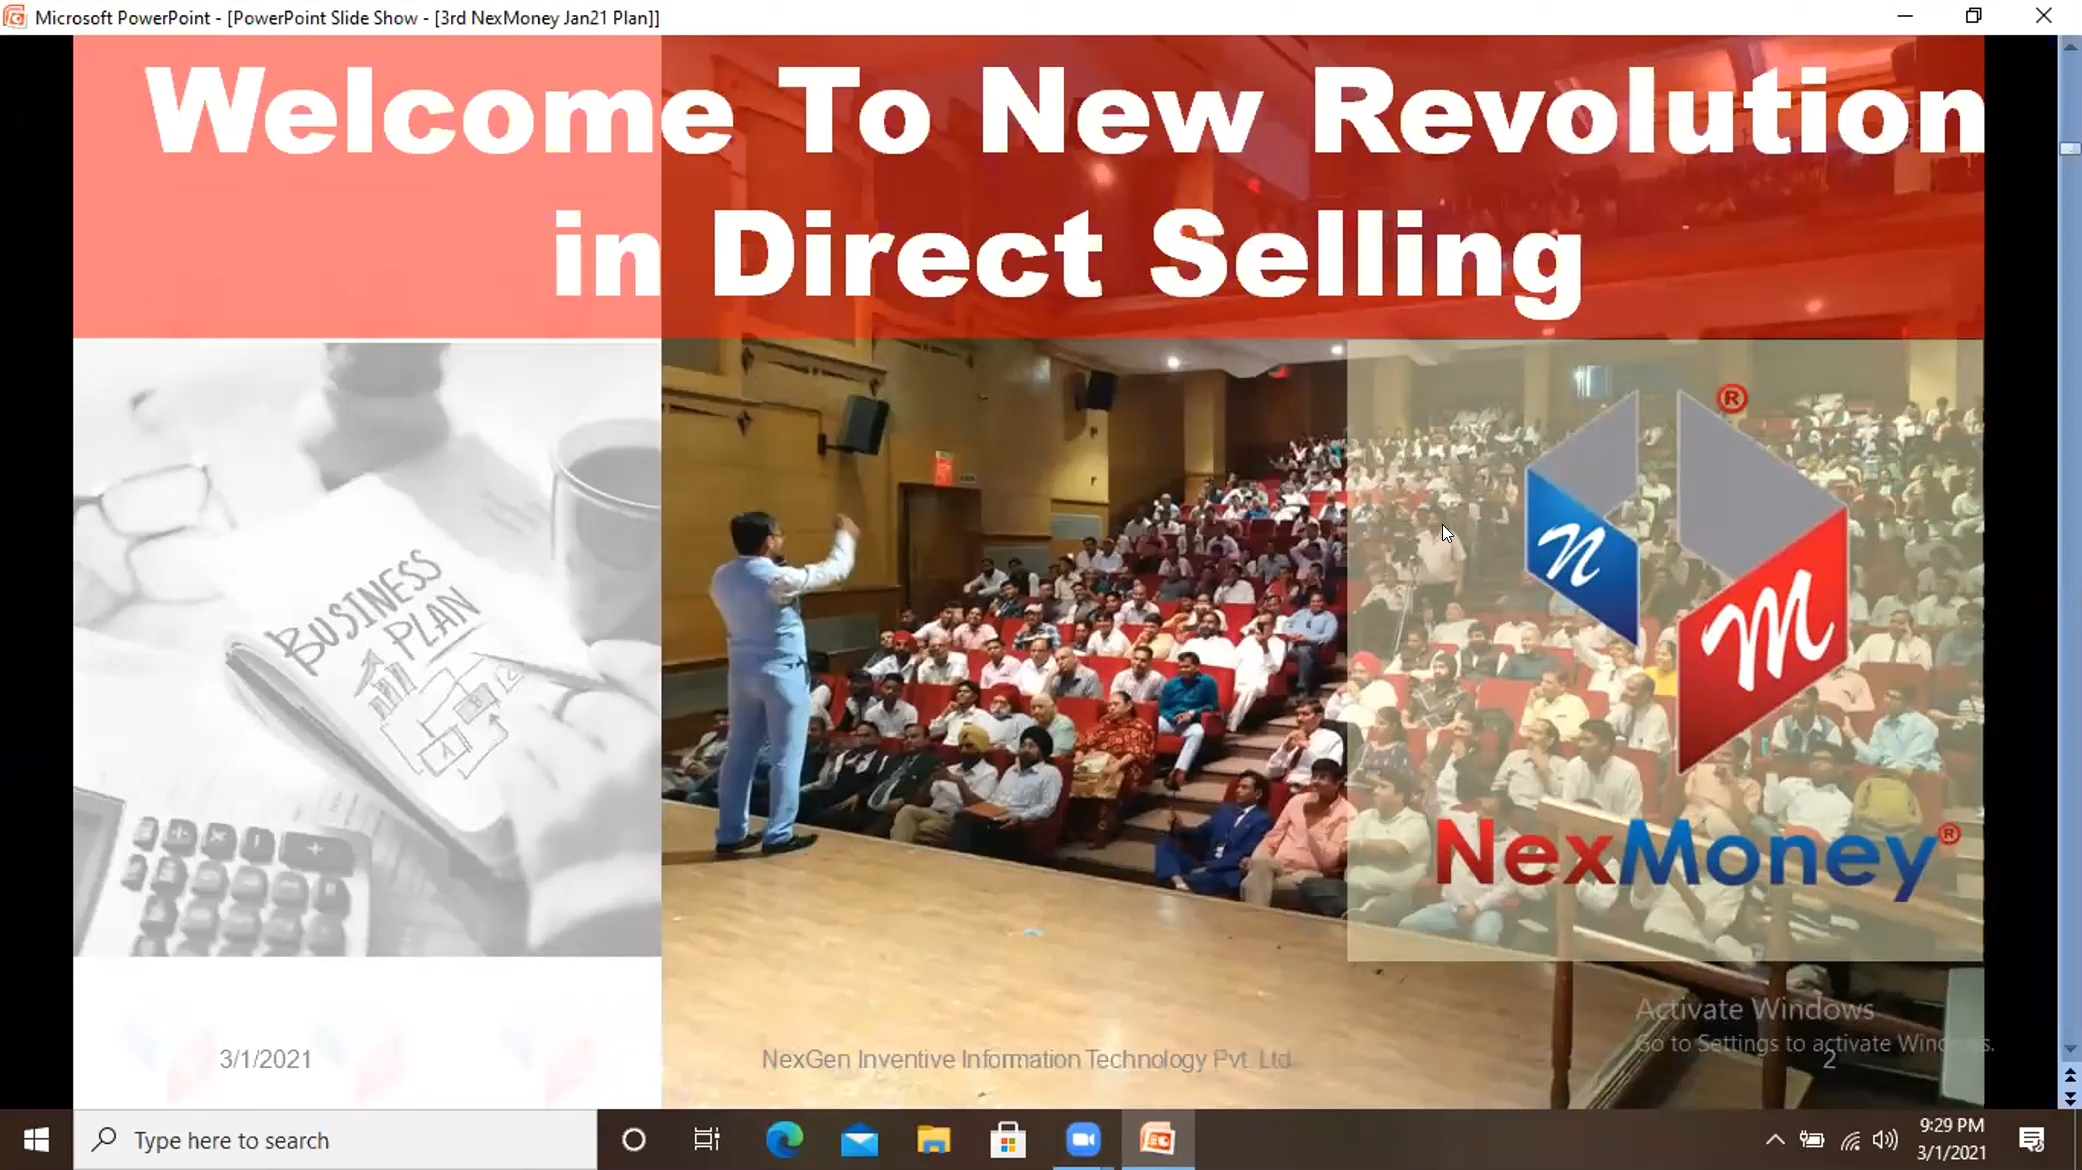 Microsoft PowerPoint - [PowerPoint Slide Show - [3rd NexMoney Jan21 Plan]]
Welcome To New Revolution
in Direct Selling
BUSINESS
PLAN
A
B
n
m
®
NexMoney®
Activate Windows
Go to Settings to activate Windows.
3/1/2021
NexGen Inventive Information Technology Pvt. Ltd
2
Type here to search
9:29 PM
3/1/2021